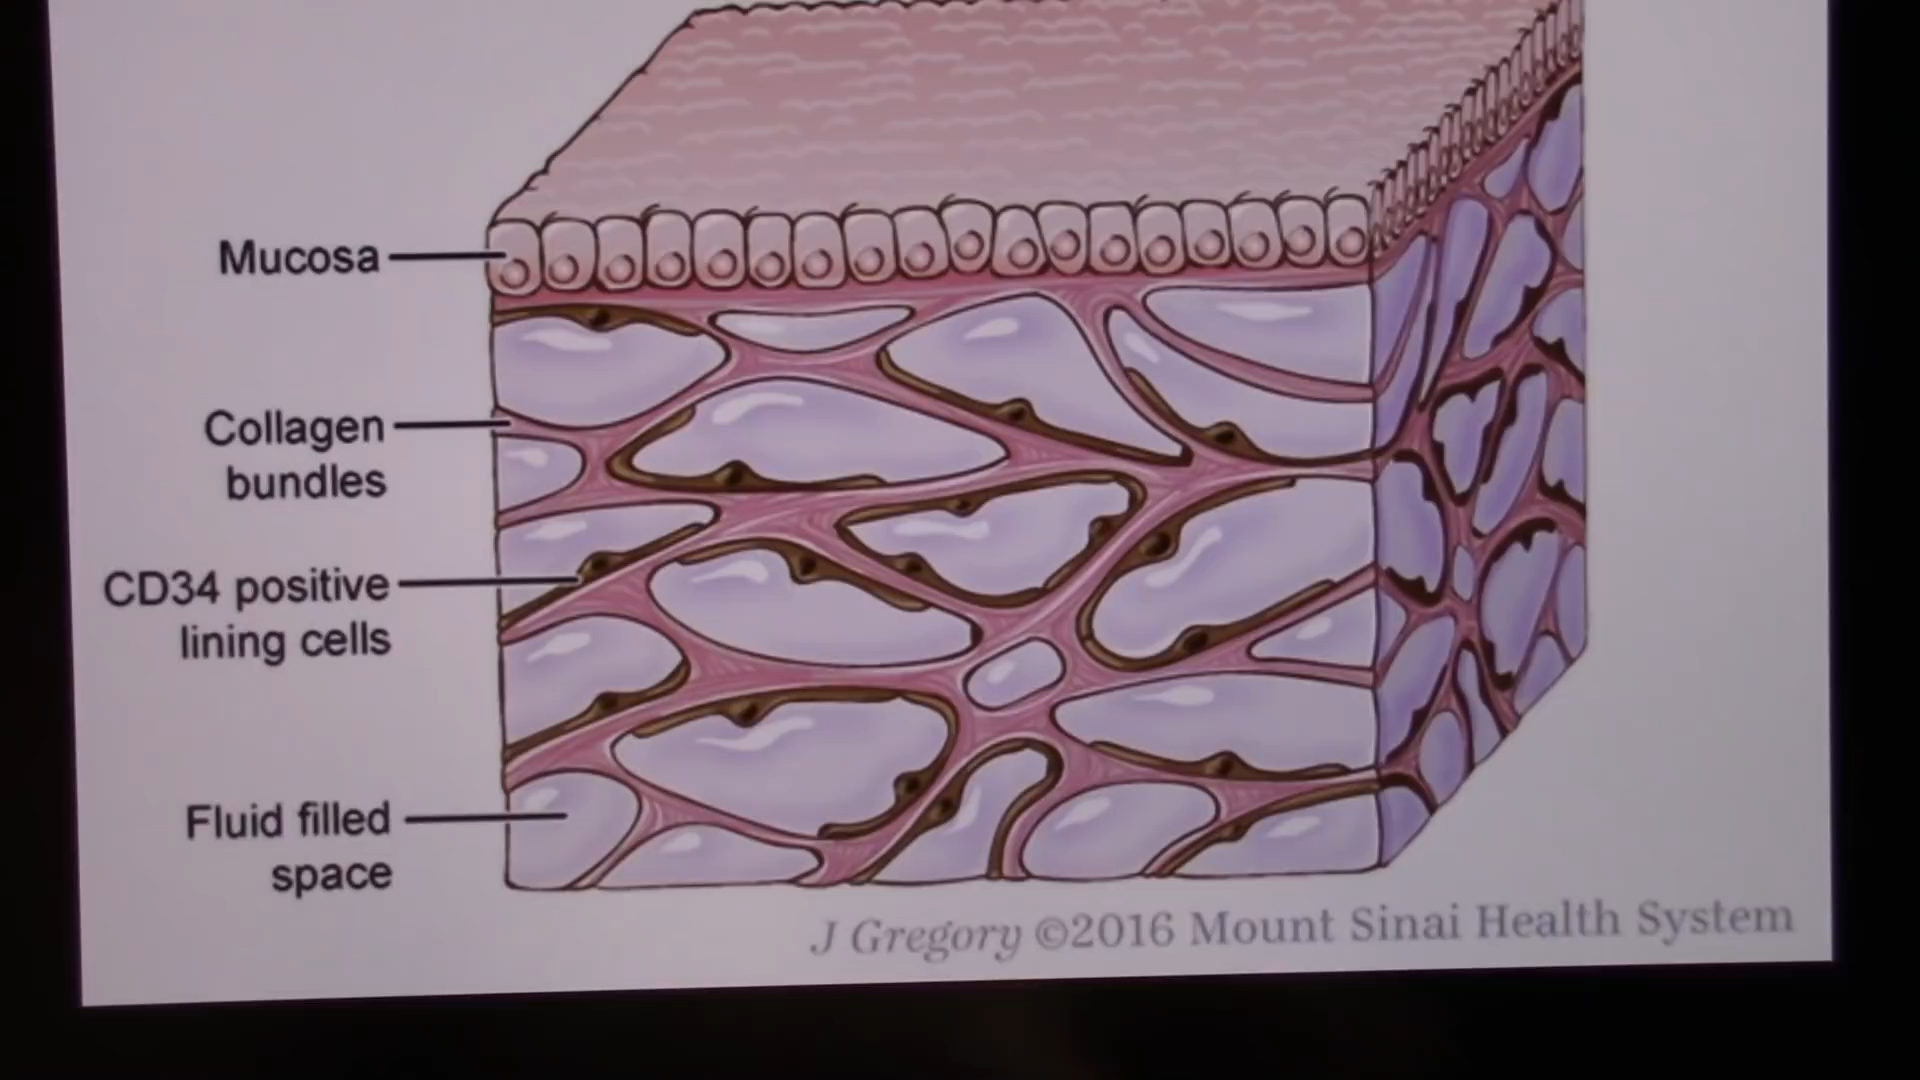 Mucosa
Collagen
bundles
CD34 positive
lining cells
Fluid filled
space
J Gregory ©2016 Mount Sinai Health System